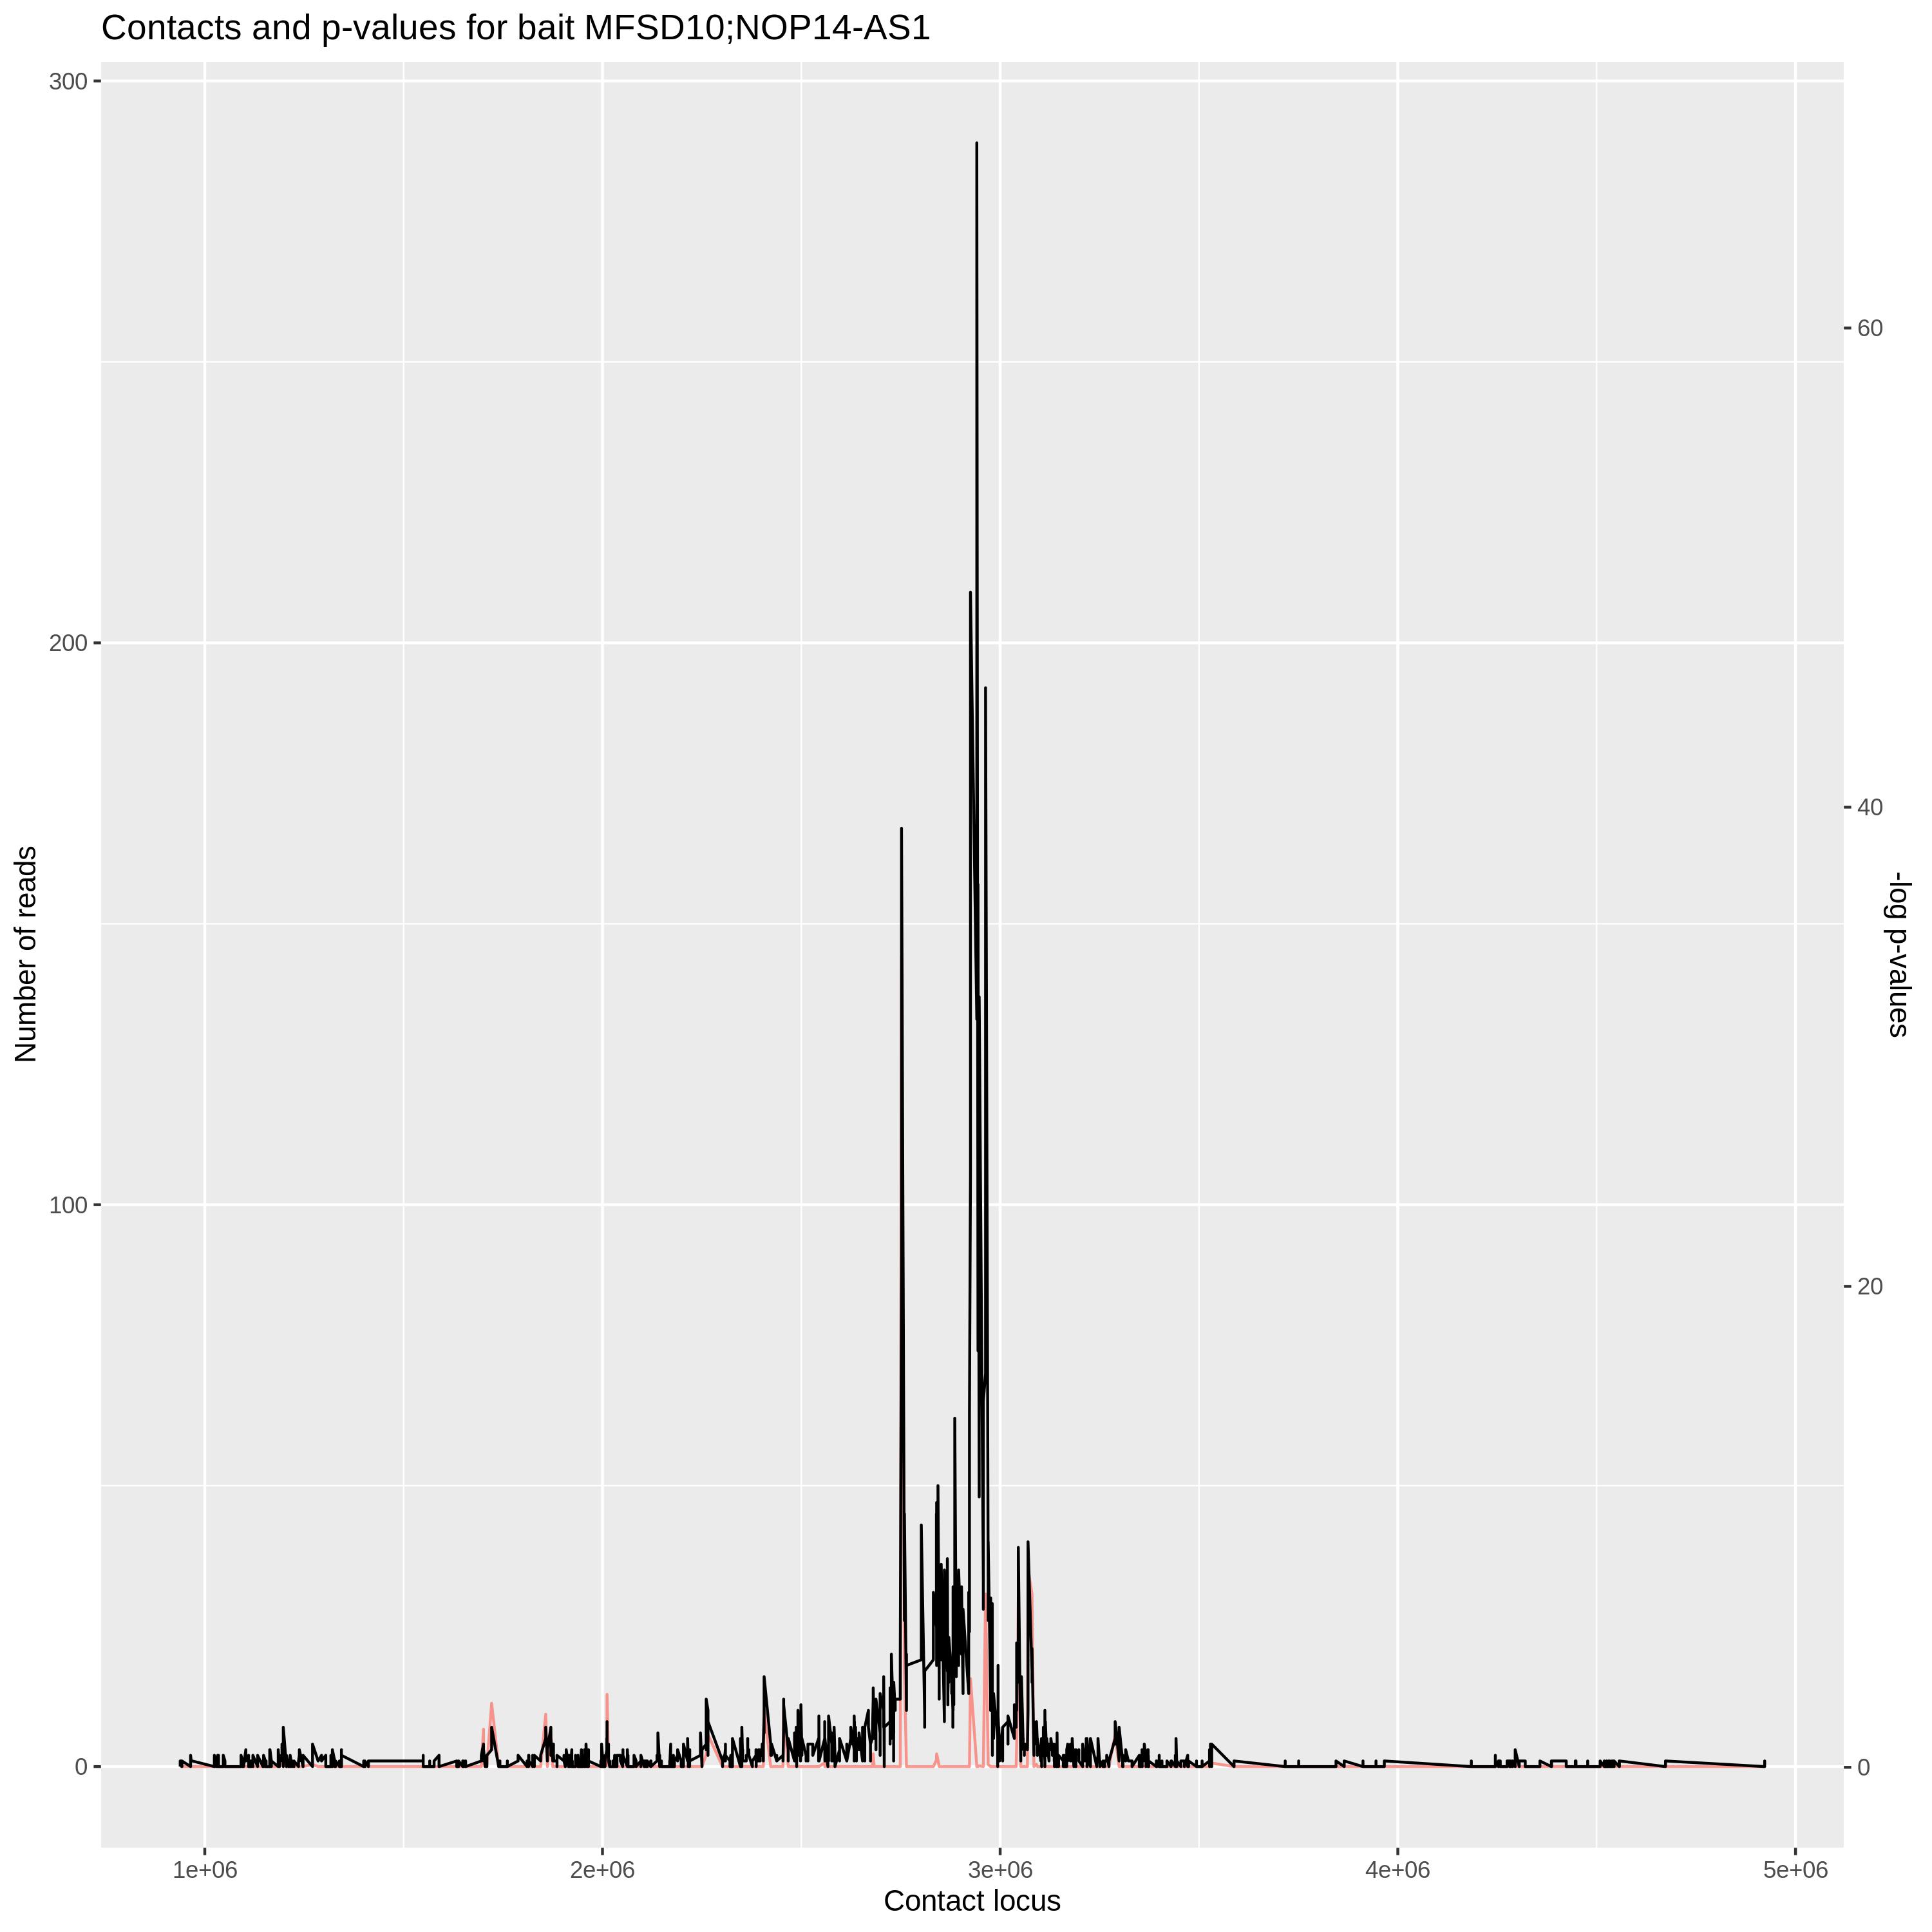 Contacts and p-values for bait MFSD10;NOP14-AS1
300
200
100
0
Number of reads
60
40
20
0
-log p-values
1e+06
2e+06
3e+06
4e+06
5e+06
Contact locus